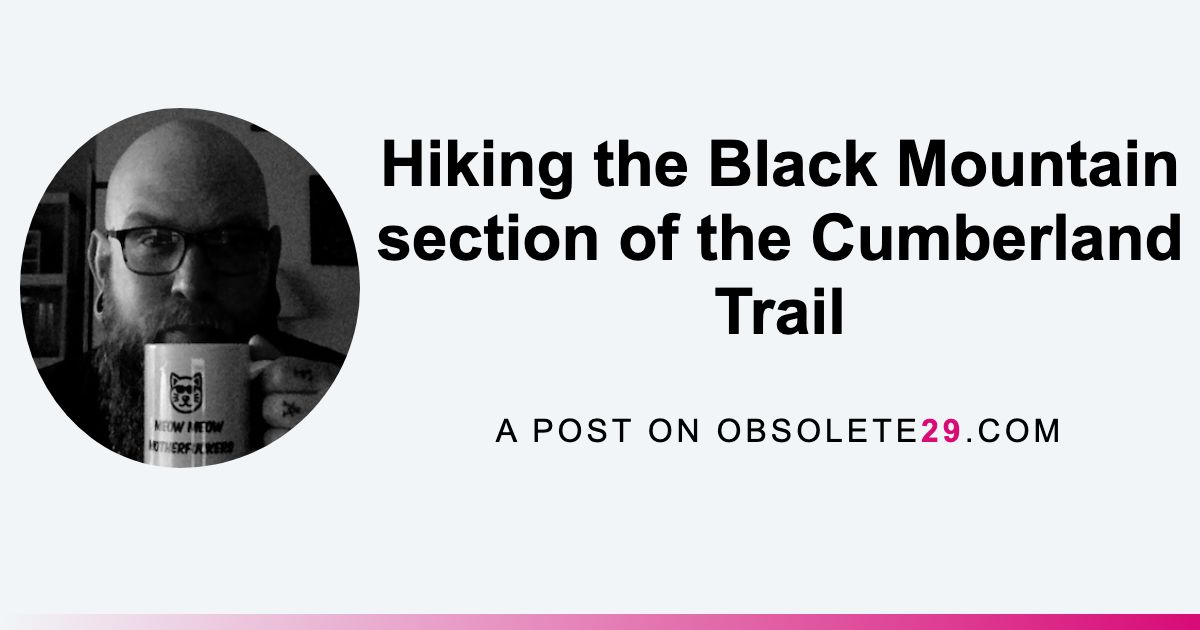 Hiking the Black Mountain
section of the Cumberland
Trail
A POST ON OBSOLETE29.COM
MEOW MEOW
MOTHERFUCKERS